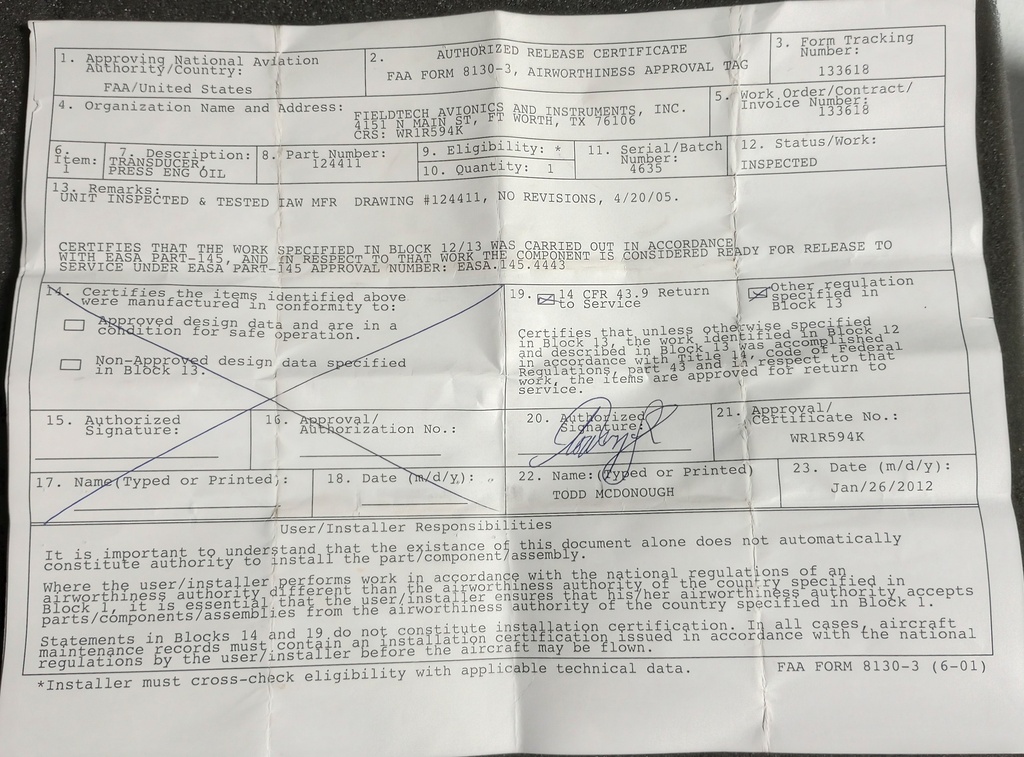 1. Approving National Aviation
Authority/Country:
FAA/United States
2. AUTHORIZED RELEASE CERTIFICATE
FAA FORM 8130-3, AIRWORTHINESS APPROVAL TAG
3. Form Tracking
Number:
133618
4. Organization Name and Address:
FIELDTECH AVIONICS AND INSTRUMENTS, INC.
4151 N MAIN ST, FT WORTH, TX 76106
CRS: WR1R594K
5. Work Order/Contract/
Invoice Number:
133618
6.
Item:
1
7. Description:
TRANSDUCER,
PRESS ENG OIL
8. Part Number:
124411
9. Eligibility: *
10. Quantity: 1
11. Serial/Batch
Number:
4635
12. Status/Work:
INSPECTED
13. Remarks:
UNIT INSPECTED & TESTED IAW MFR DRAWING #124411, NO REVISIONS, 4/20/05.
CERTIFIES THAT THE WORK SPECIFIED IN BLOCK 12/13 WAS CARRIED OUT IN ACCORDANCE
WITH EASA PART-145, AND IN RESPECT TO THAT WORK THE COMPONENT IS CONSIDERED READY FOR RELEASE TO
SERVICE UNDER EASA PART-145 APPROVAL NUMBER: EASA.145.4443
14. Certifies the items identified above
were manufactured in conformity to:
Approved design data and are in a
condition for safe operation.
Non-Approved design data specified
in Block 13.
19. 14 CFR 43.9 Return
to Service
Other regulation
specified in
Block 13
Certifies that unless otherwise specified
in Block 13, the work identified in Block 12
and described in Block 13 was accomplished
in accordance with Title 14, Code of Federal
Regulations, part 43 and in respect to that
work, the items are approved for return to
service.
15. Authorized
Signature:
16. Approval/
Authorization No.:
20. Authorized
Signature:
21. Approval/
Certificate No.:
WR1R594K
17. Name(Typed or Printed):
18. Date (m/d/y):
22. Name:(Typed or Printed)
TODD MCDONOUGH
23. Date (m/d/y):
Jan/26/2012
User/Installer Responsibilities
It is important to understand that the existance of this document alone does not automatically
constitute authority to install the part/component/assembly.
Where the user/installer performs work in accordance with the national regulations of an
airworthiness authority different than the airworthiness authority of the country specified in
Block 1, it is essential that the user/installer ensures that his/her airworthiness authority accepts
parts/components/assemblies from the airworthiness authority of the country specified in Block 1.
Statements in Blocks 14 and 19 do not constitute installation certification. In all cases, aircraft
maintenance records must contain an installation certification issued in accordance with the national
regulations by the user/installer before the aircraft may be flown.
*Installer must cross-check eligibility with applicable technical data.
FAA FORM 8130-3 (6-01)